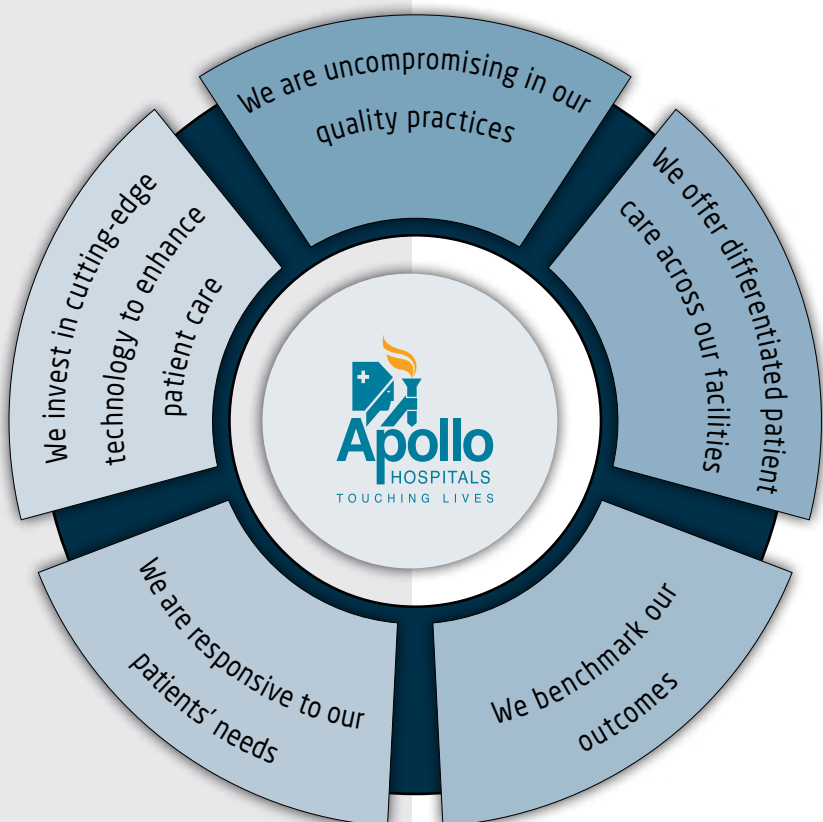 We are uncompromising in our
quality practices
We offer differentiated patient
care across our facilities
We benchmark our
outcomes
We are responsive to our
patients' needs
We invest in cutting-edge
technology to enhance
patient care
Apollo
HOSPITALS
TOUCHING LIVES